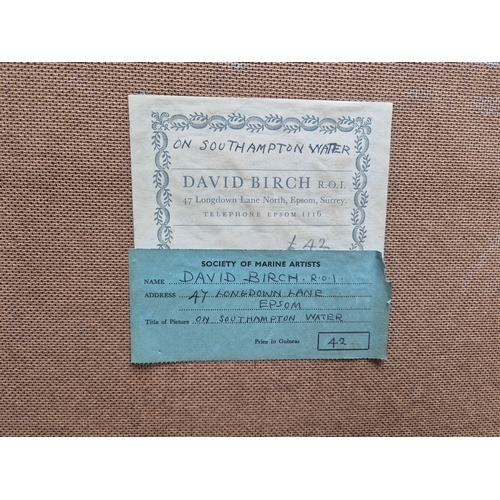 ON SOUTHAMPTON WATER
DAVID BIRCH R.O.I.
47 Longdown Lane North, Epsom, Surrey.
TELEPHONE EPSOM 1116
£42
SOCIETY OF MARINE ARTISTS
NAME DAVID BIRCH. R.O.I.
ADDRESS 47 LONGDOWN LANE
EPSOM
Title of Picture ON SOUTHAMPTON WATER
Price in Guineas 42